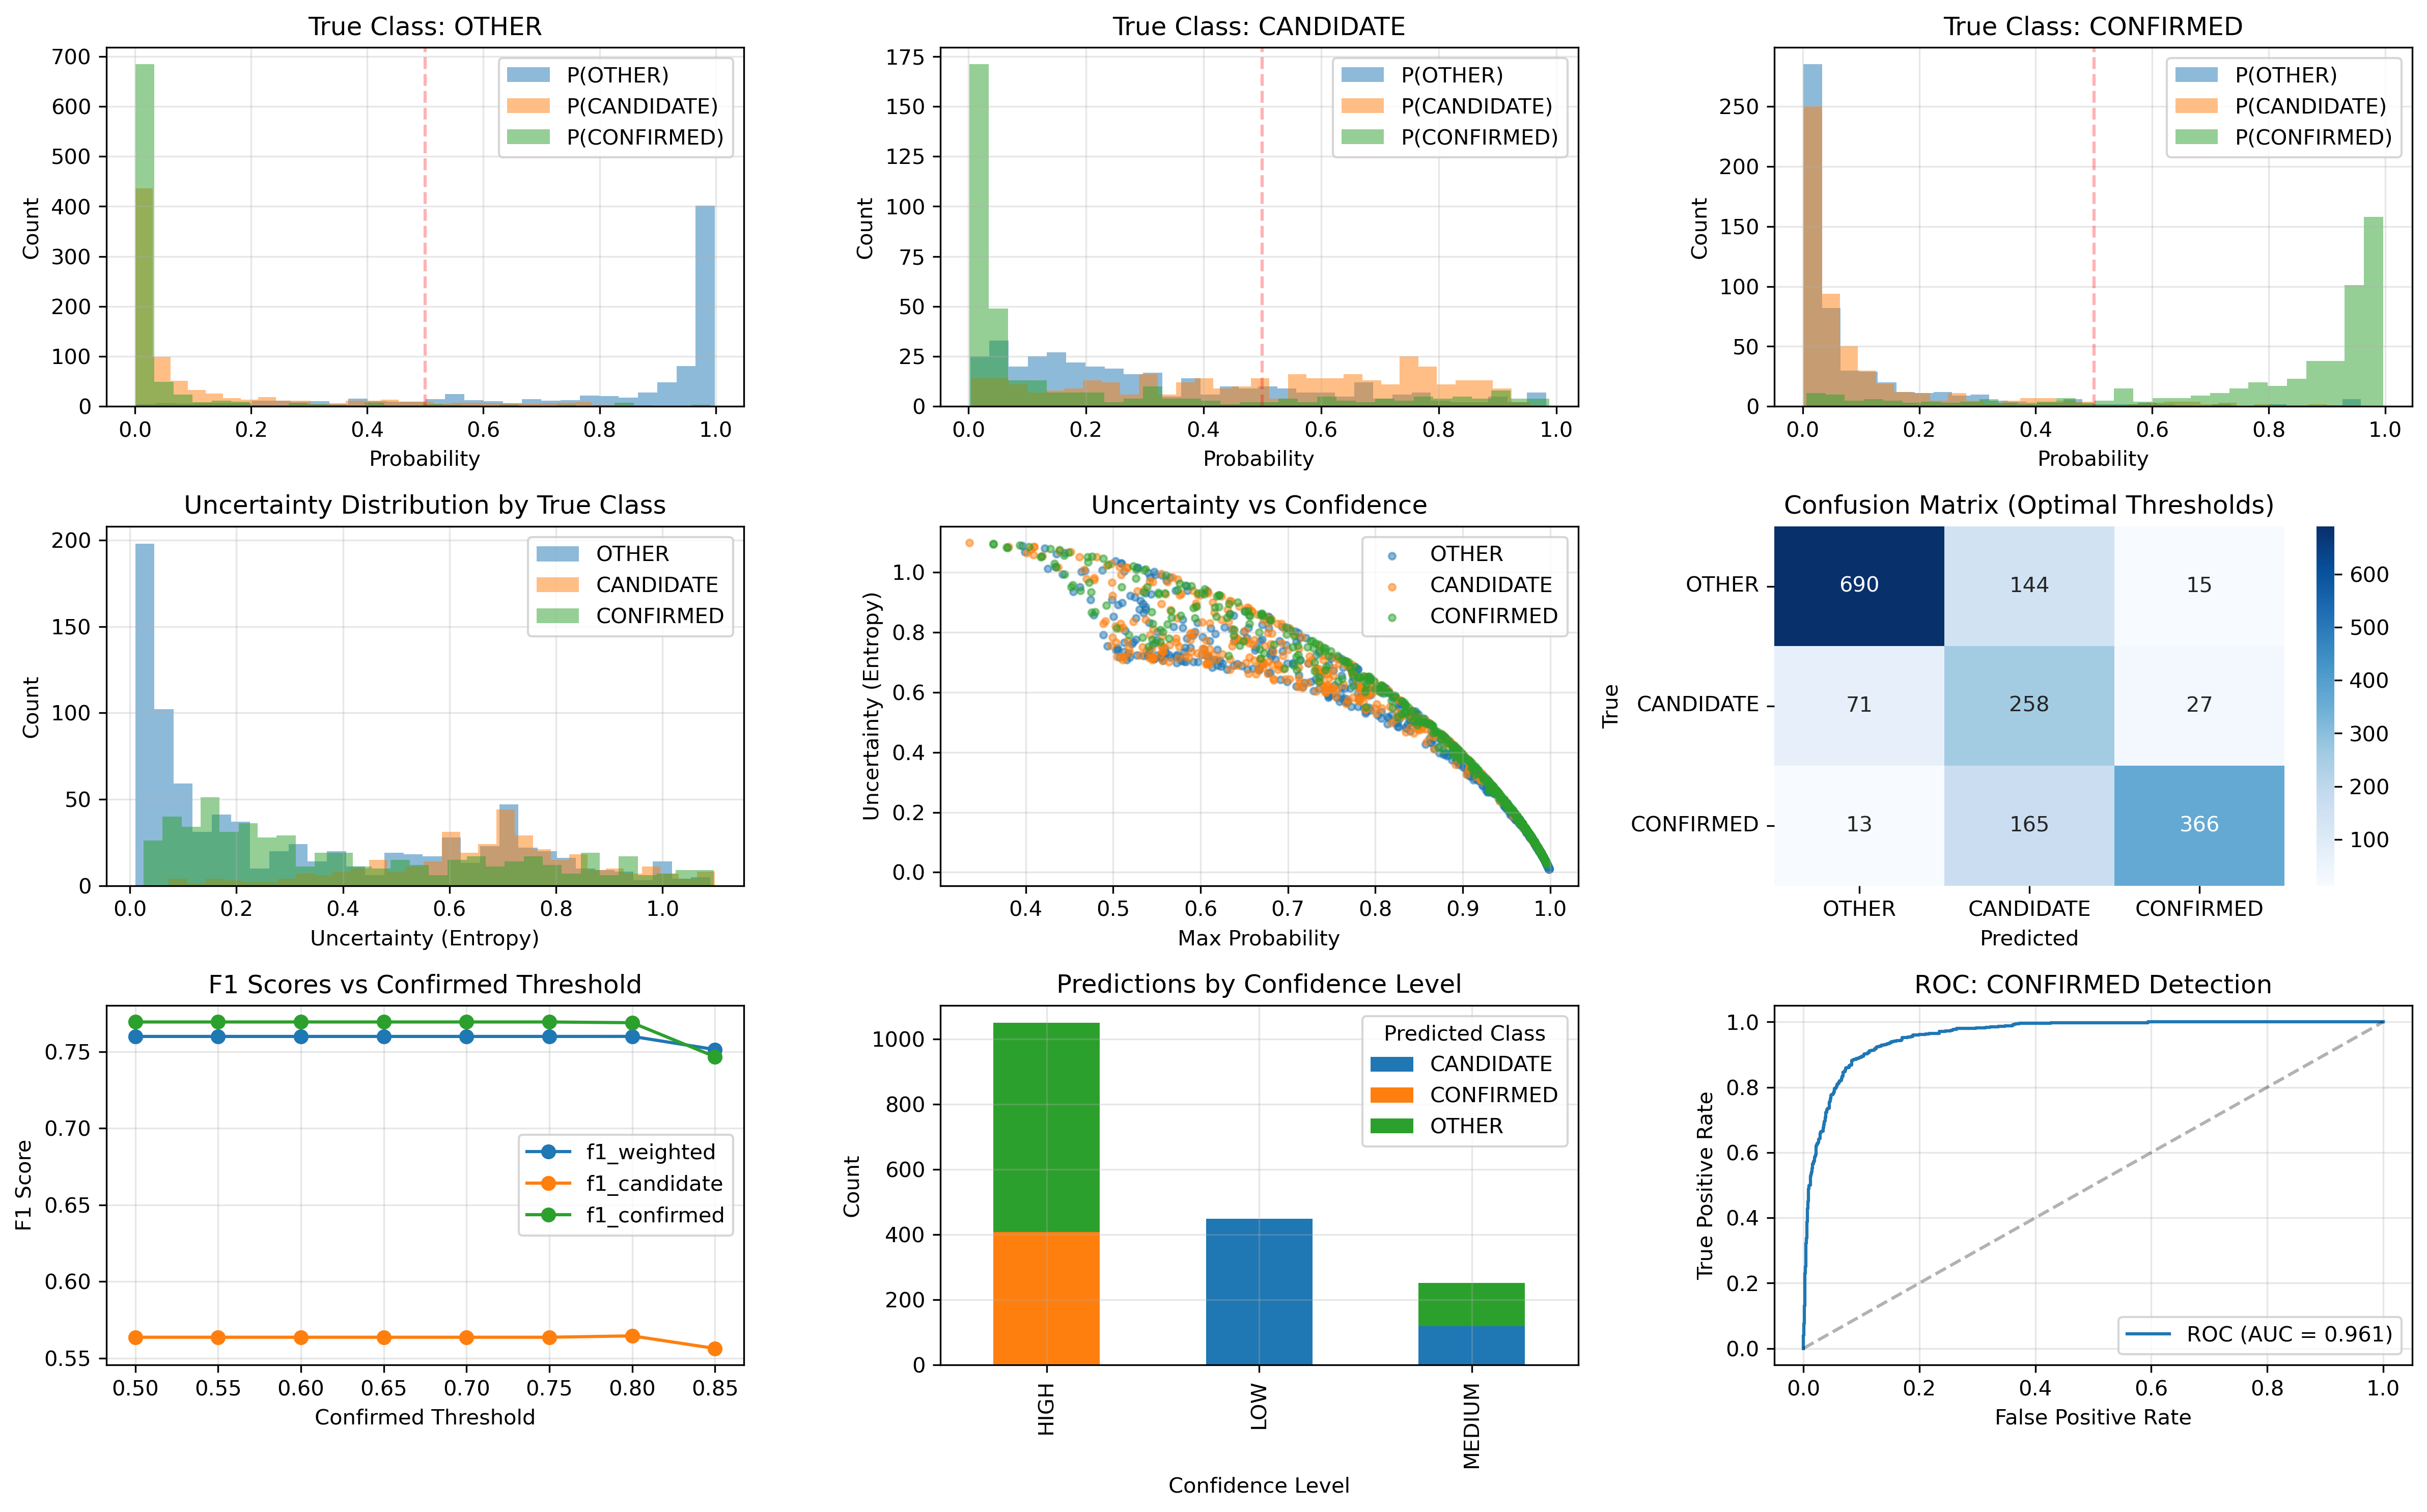 True Class: OTHER
700
600
500
400
300
200
100
0
Count
0.0 0.2 0.4 0.6 0.8 1.0
Probability
P(OTHER)
P(CANDIDATE)
P(CONFIRMED)
True Class: CANDIDATE
175
150
125
100
75
50
25
0
Count
0.0 0.2 0.4 0.6 0.8 1.0
Probability
P(OTHER)
P(CANDIDATE)
P(CONFIRMED)
True Class: CONFIRMED
250
200
150
100
50
0
Count
0.0 0.2 0.4 0.6 0.8 1.0
Probability
P(OTHER)
P(CANDIDATE)
P(CONFIRMED)
Uncertainty Distribution by True Class
200
150
100
50
0
Count
0.0 0.2 0.4 0.6 0.8 1.0
Uncertainty (Entropy)
OTHER
CANDIDATE
CONFIRMED
Uncertainty vs Confidence
1.0
0.8
0.6
0.4
0.2
0.0
Uncertainty (Entropy)
0.4 0.5 0.6 0.7 0.8 0.9 1.0
Max Probability
OTHER
CANDIDATE
CONFIRMED
Confusion Matrix (Optimal Thresholds)
True
OTHER 690 144 15
CANDIDATE 71 258 27
CONFIRMED 13 165 366
OTHER CANDIDATE CONFIRMED
Predicted
600
500
400
300
200
100
F1 Scores vs Confirmed Threshold
0.75
0.70
0.65
0.60
0.55
F1 Score
0.50 0.55 0.60 0.65 0.70 0.75 0.80 0.85
Confirmed Threshold
f1_weighted
f1_candidate
f1_confirmed
Predictions by Confidence Level
1000
800
600
400
200
0
Count
HIGH
LOW
MEDIUM
Confidence Level
Predicted Class
CANDIDATE
CONFIRMED
OTHER
ROC: CONFIRMED Detection
1.0
0.8
0.6
0.4
0.2
0.0
True Positive Rate
0.0 0.2 0.4 0.6 0.8 1.0
False Positive Rate
ROC (AUC = 0.961)